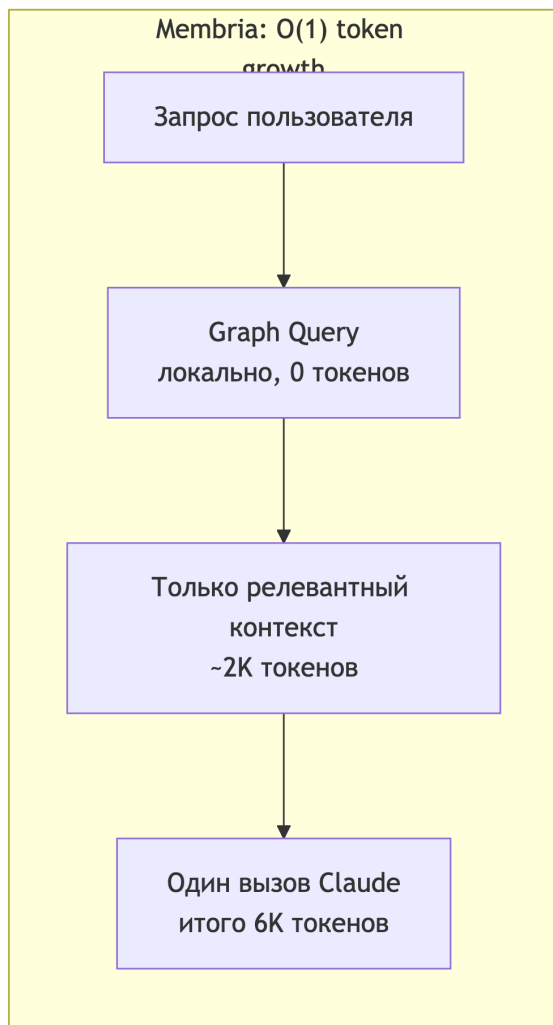 Membria: O(1) token
growth
Запрос пользователя
Graph Query
локально, 0 токенов
Только релевантный
контекст
~2K токенов
Один вызов Claude
итого 6K токенов